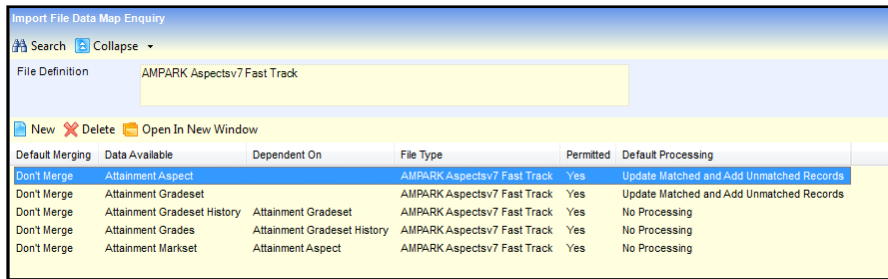 Import File Data Map Enquiry
Search Collapse
File Definition AMPARK Aspectsv7 Fast Track
New Delete Open In New Window
Default Merging Data Available Dependent On File Type Permitted Default Processing
Don't Merge Attainment Aspect AMPARK Aspectsv7 Fast Track Yes Update Matched and Add Unmatched Records
Don't Merge Attainment Gradeset AMPARK Aspectsv7 Fast Track Yes Update Matched and Add Unmatched Records
Don't Merge Attainment Gradeset History Attainment Gradeset AMPARK Aspectsv7 Fast Track Yes No Processing
Don't Merge Attainment Grades Attainment Gradeset History AMPARK Aspectsv7 Fast Track Yes No Processing
Don't Merge Attainment Markset Attainment Aspect AMPARK Aspectsv7 Fast Track Yes No Processing